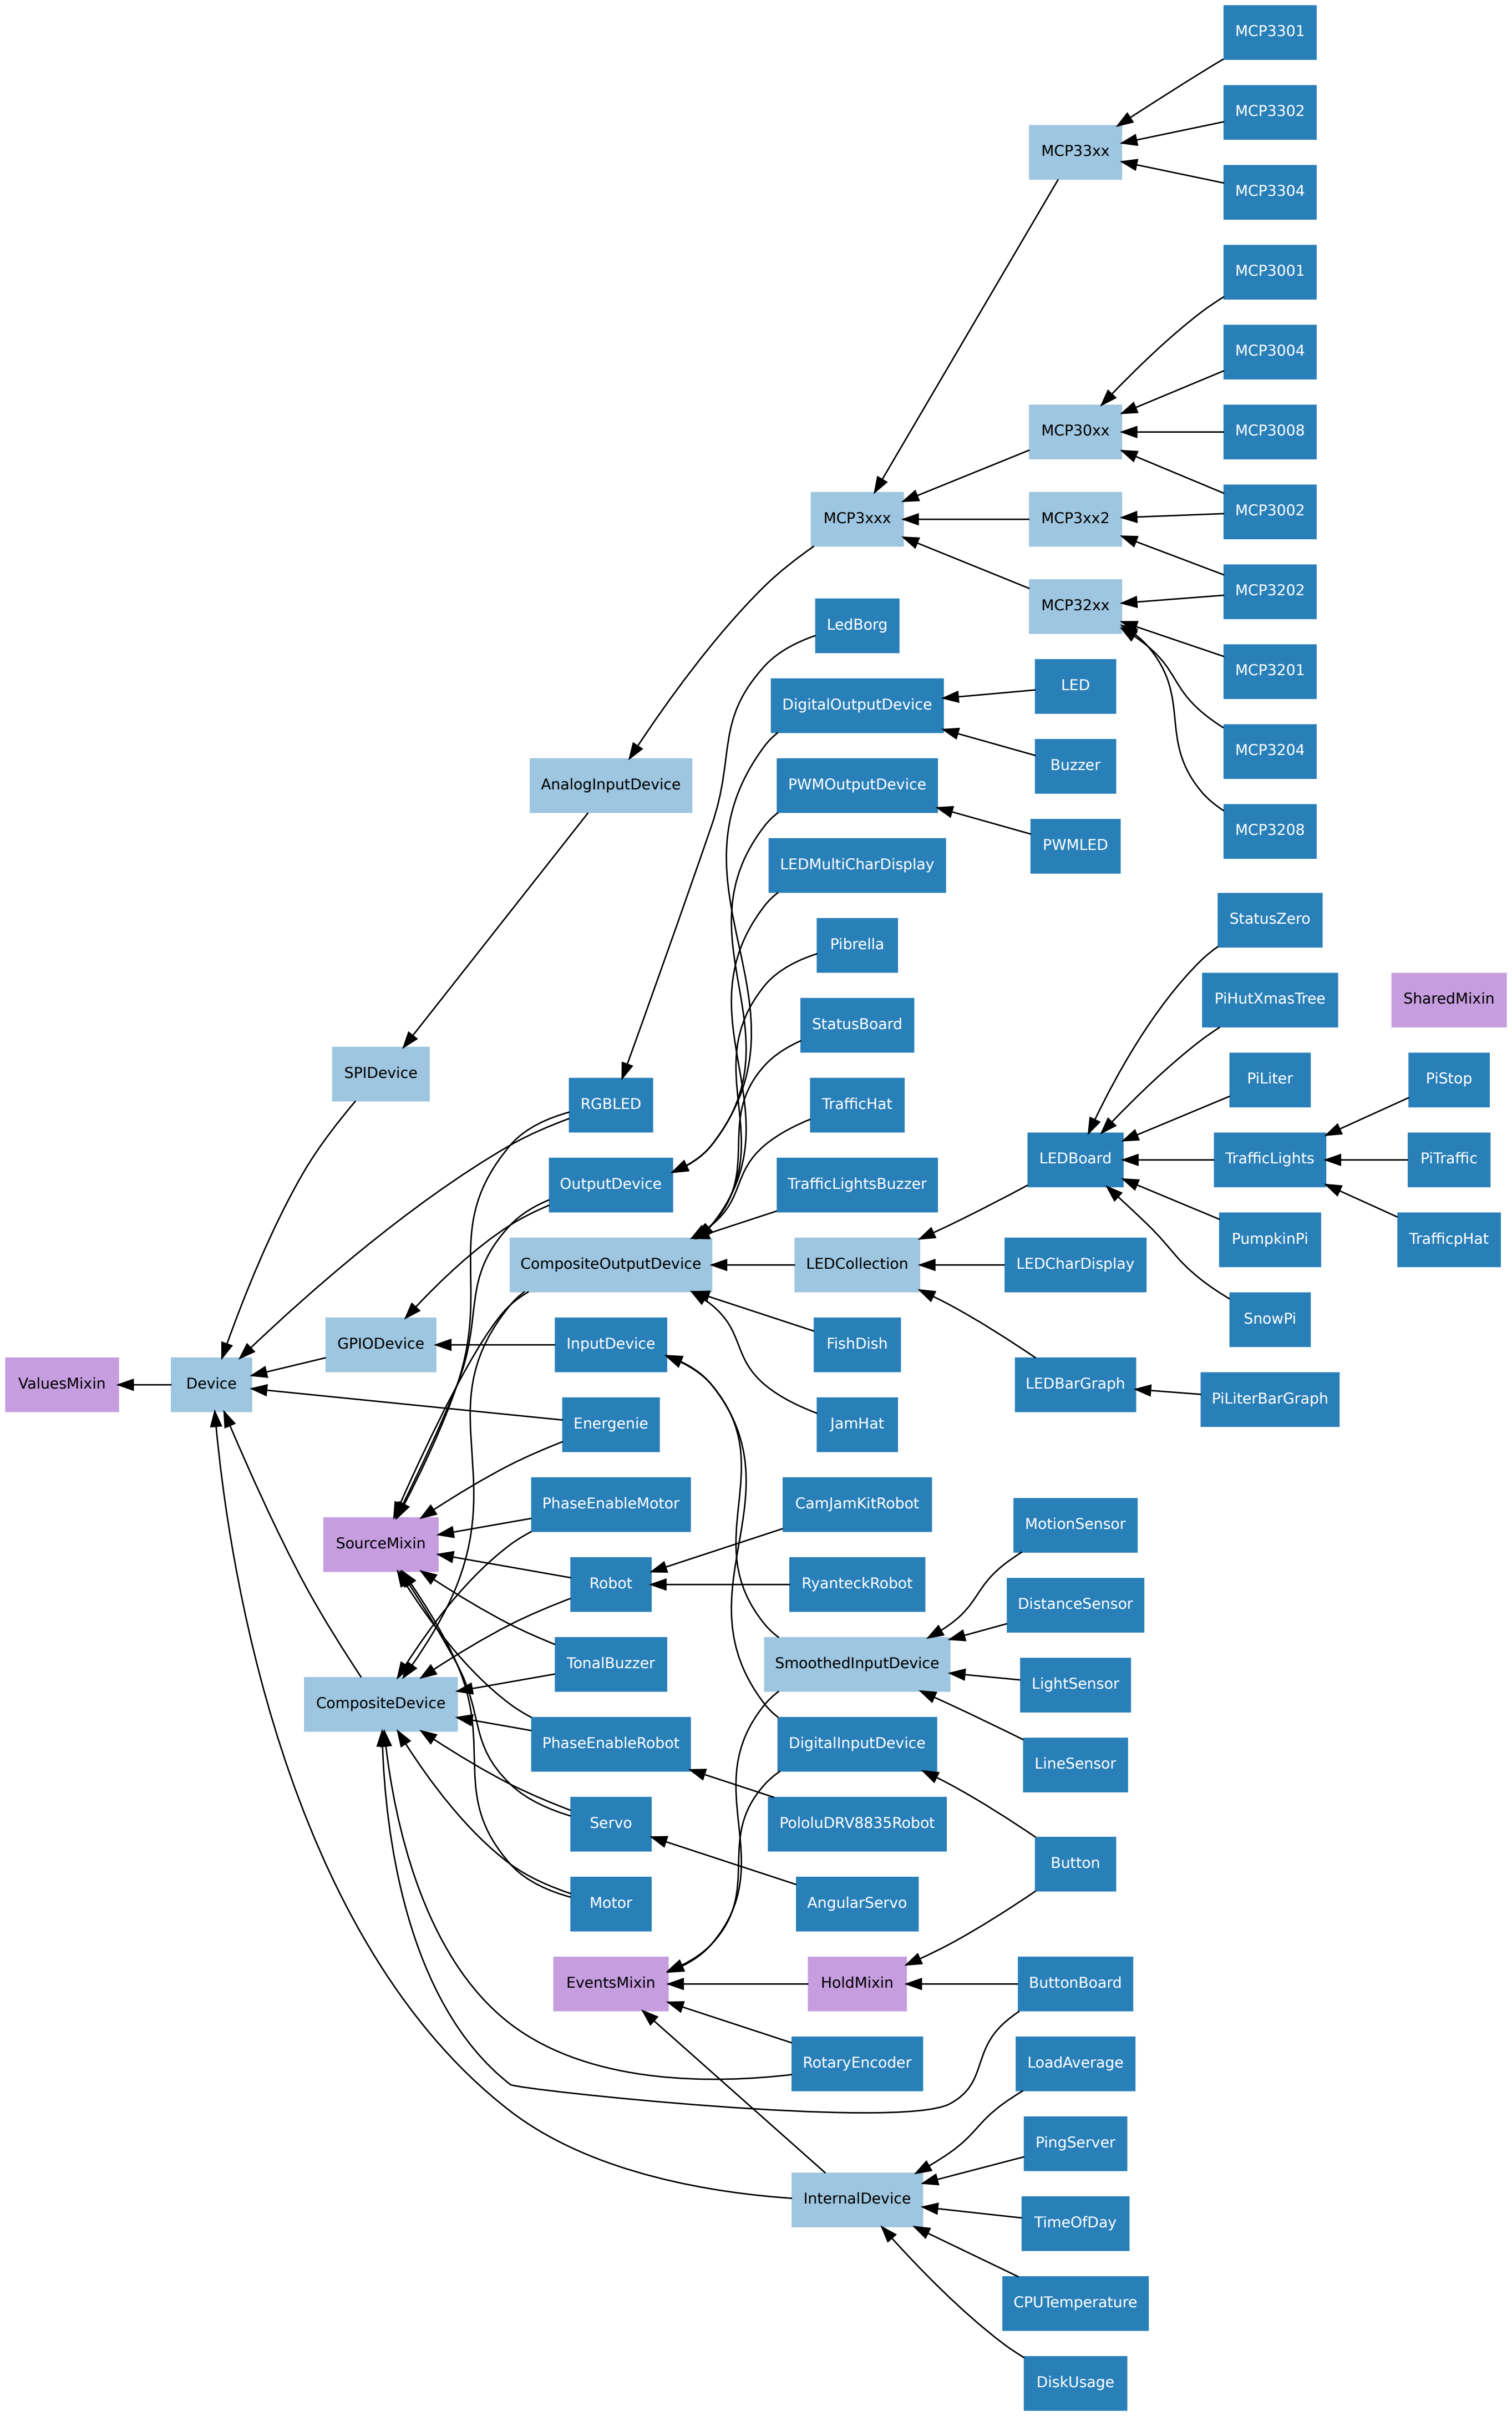 MCP3301
MCP3302
MCP33xx
MCP3304
MCP3001
MCP3004
MCP30xx
MCP3008
MCP3002
MCP3xxx
MCP3xx2
MCP3202
MCP32xx
LedBorg
MCP3201
LED
DigitalOutputDevice
MCP3204
Buzzer
AnalogInputDevice
PWMOutputDevice
MCP3208
PWMLED
LEDMultiCharDisplay
StatusZero
Pibrella
PiHutXmasTree
SharedMixin
StatusBoard
SPIDevice
PiLiter
PiStop
RGBLED
TrafficHat
LEDBoard
TrafficLights
PiTraffic
OutputDevice
TrafficLightsBuzzer
PumpkinPi
TrafficpHat
CompositeOutputDevice
LEDCollection
LEDCharDisplay
SnowPi
GPIODevice
InputDevice
FishDish
ValuesMixin
Device
LEDBarGraph
PiLiterBarGraph
Energenie
JamHat
PhaseEnableMotor
CamJamKitRobot
MotionSensor
SourceMixin
Robot
RyanteckRobot
DistanceSensor
TonalBuzzer
SmoothedInputDevice
LightSensor
CompositeDevice
PhaseEnableRobot
DigitalInputDevice
LineSensor
Servo
PololuDRV8835Robot
Button
Motor
AngularServo
EventsMixin
HoldMixin
ButtonBoard
RotaryEncoder
LoadAverage
PingServer
InternalDevice
TimeOfDay
CPUTemperature
DiskUsage